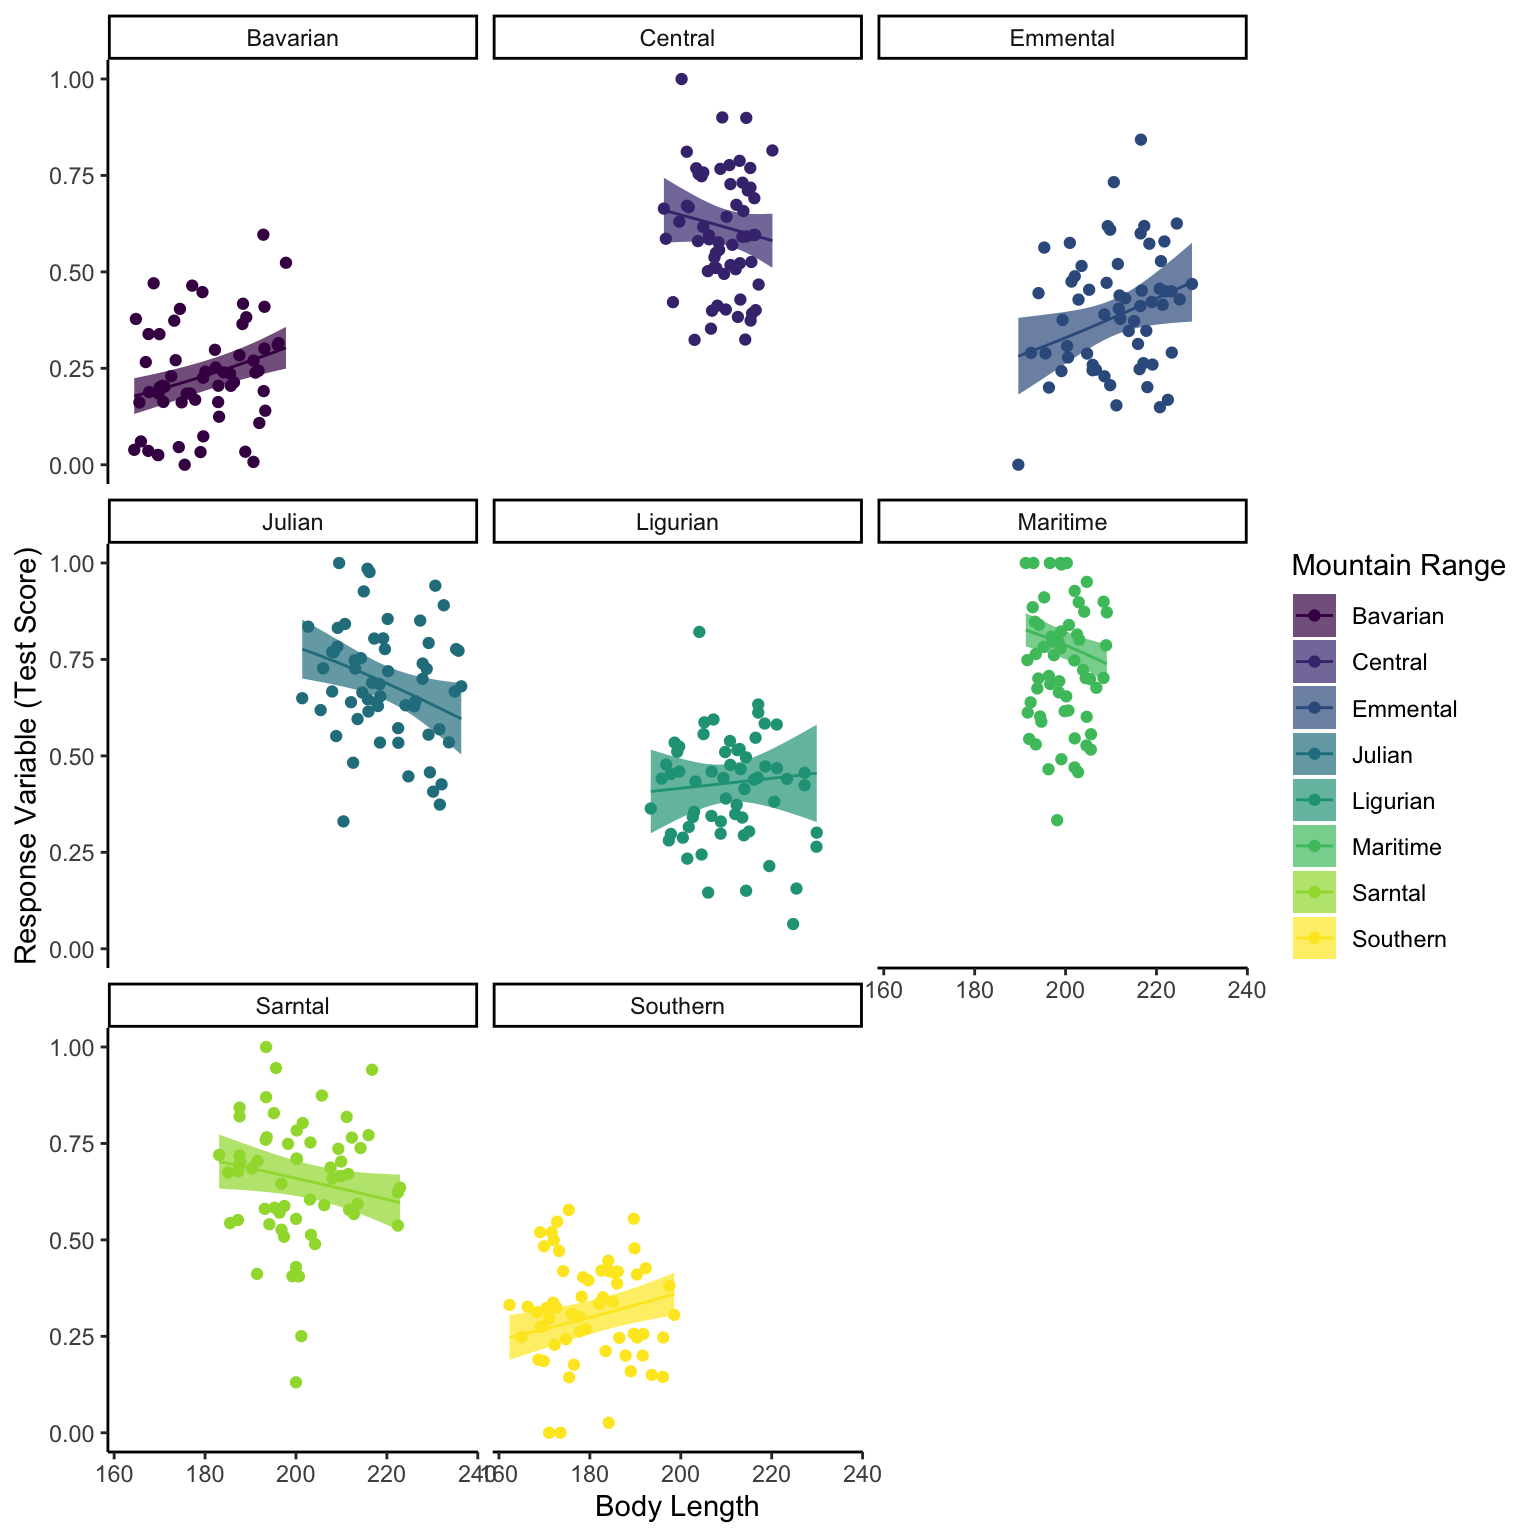 Bavarian Central Emmental
1.00
0.75
0.50
0.25
0.00
Julian Ligurian Maritime
1.00
0.75
0.50
0.25
0.00
160 180 200 220 240
Sarntal Southern
1.00
0.75
0.50
0.25
0.00
160 180 200 220 240
160 180 200 220 240
Body Length
Response Variable (Test Score)
Mountain Range
Bavarian
Central
Emmental
Julian
Ligurian
Maritime
Sarntal
Southern